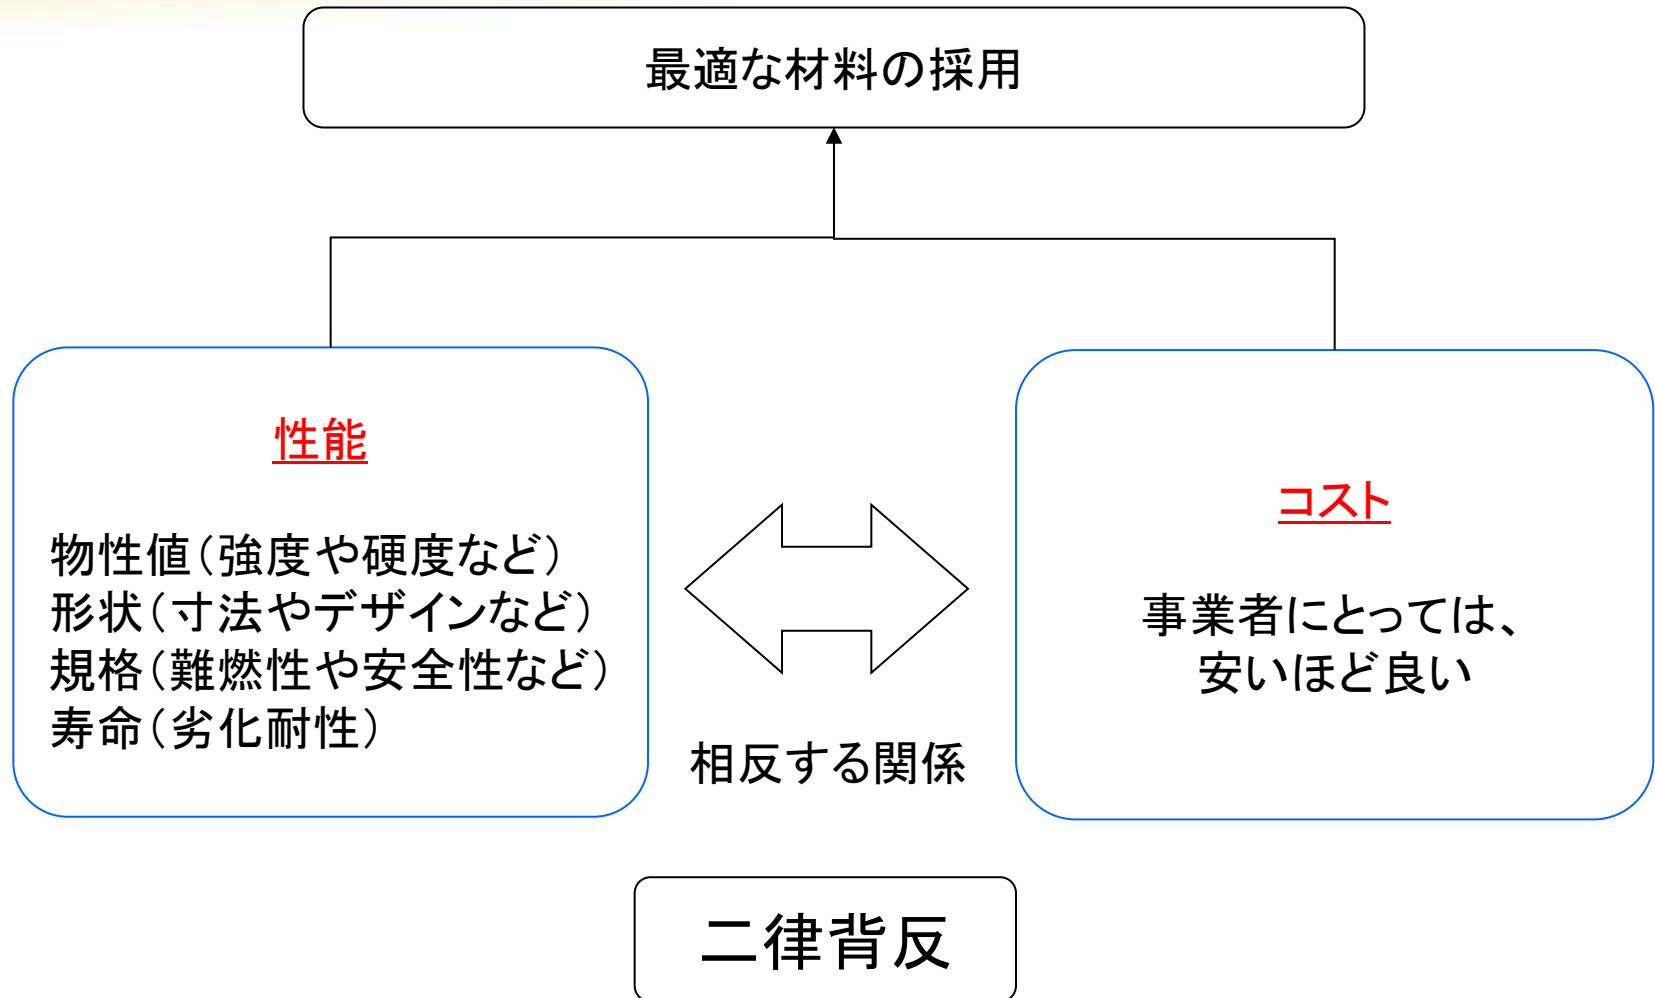 最適な材料の採用
性能
物性値（強度や硬度など）
形状（寸法やデザインなど）
規格（難燃性や安全性など）
寿命（劣化耐性）
コスト
事業者にとっては、
安いほど良い
相反する関係
二律背反